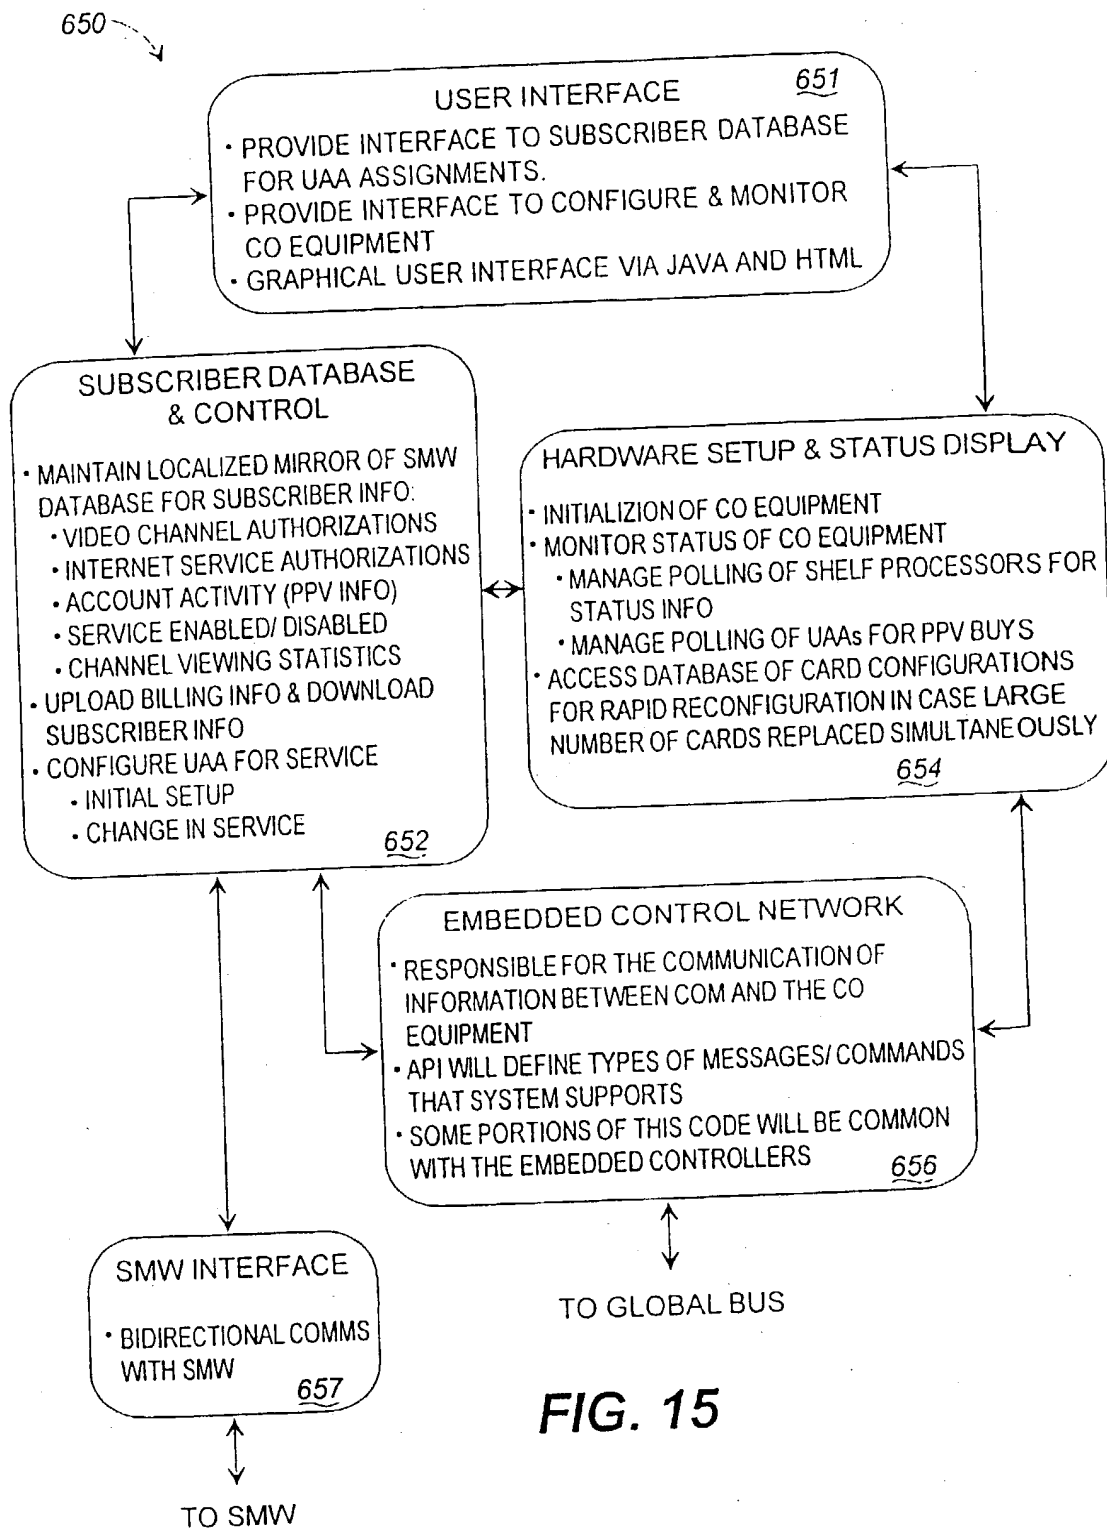 650
651
USER INTERFACE
• PROVIDE INTERFACE TO SUBSCRIBER DATABASE
FOR UAA ASSIGNMENTS.
• PROVIDE INTERFACE TO CONFIGURE & MONITOR
CO EQUIPMENT
• GRAPHICAL USER INTERFACE VIA JAVA AND HTML
SUBSCRIBER DATABASE
& CONTROL
• MAINTAIN LOCALIZED MIRROR OF SMW
DATABASE FOR SUBSCRIBER INFO:
• VIDEO CHANNEL AUTHORIZATIONS
• INTERNET SERVICE AUTHORIZATIONS
• ACCOUNT ACTIVITY (PPV INFO)
• SERVICE ENABLED/ DISABLED
• CHANNEL VIEWING STATISTICS
• UPLOAD BILLING INFO & DOWNLOAD
SUBSCRIBER INFO
• CONFIGURE UAA FOR SERVICE
• INITIAL SETUP
• CHANGE IN SERVICE
652
HARDWARE SETUP & STATUS DISPLAY
• INITIALIZION OF CO EQUIPMENT
• MONITOR STATUS OF CO EQUIPMENT
• MANAGE POLLING OF SHELF PROCESSORS FOR
STATUS INFO
• MANAGE POLLING OF UAAs FOR PPV BUYS
• ACCESS DATABASE OF CARD CONFIGURATIONS
FOR RAPID RECONFIGURATION IN CASE LARGE
NUMBER OF CARDS REPLACED SIMULTANEOUSLY
654
EMBEDDED CONTROL NETWORK
• RESPONSIBLE FOR THE COMMUNICATION OF
INFORMATION BETWEEN COM AND THE CO
EQUIPMENT
• API WILL DEFINE TYPES OF MESSAGES/ COMMANDS
THAT SYSTEM SUPPORTS
• SOME PORTIONS OF THIS CODE WILL BE COMMON
WITH THE EMBEDDED CONTROLLERS
656
SMW INTERFACE
• BIDIRECTIONAL COMMS
WITH SMW
657
TO GLOBAL BUS
TO SMW
FIG. 15